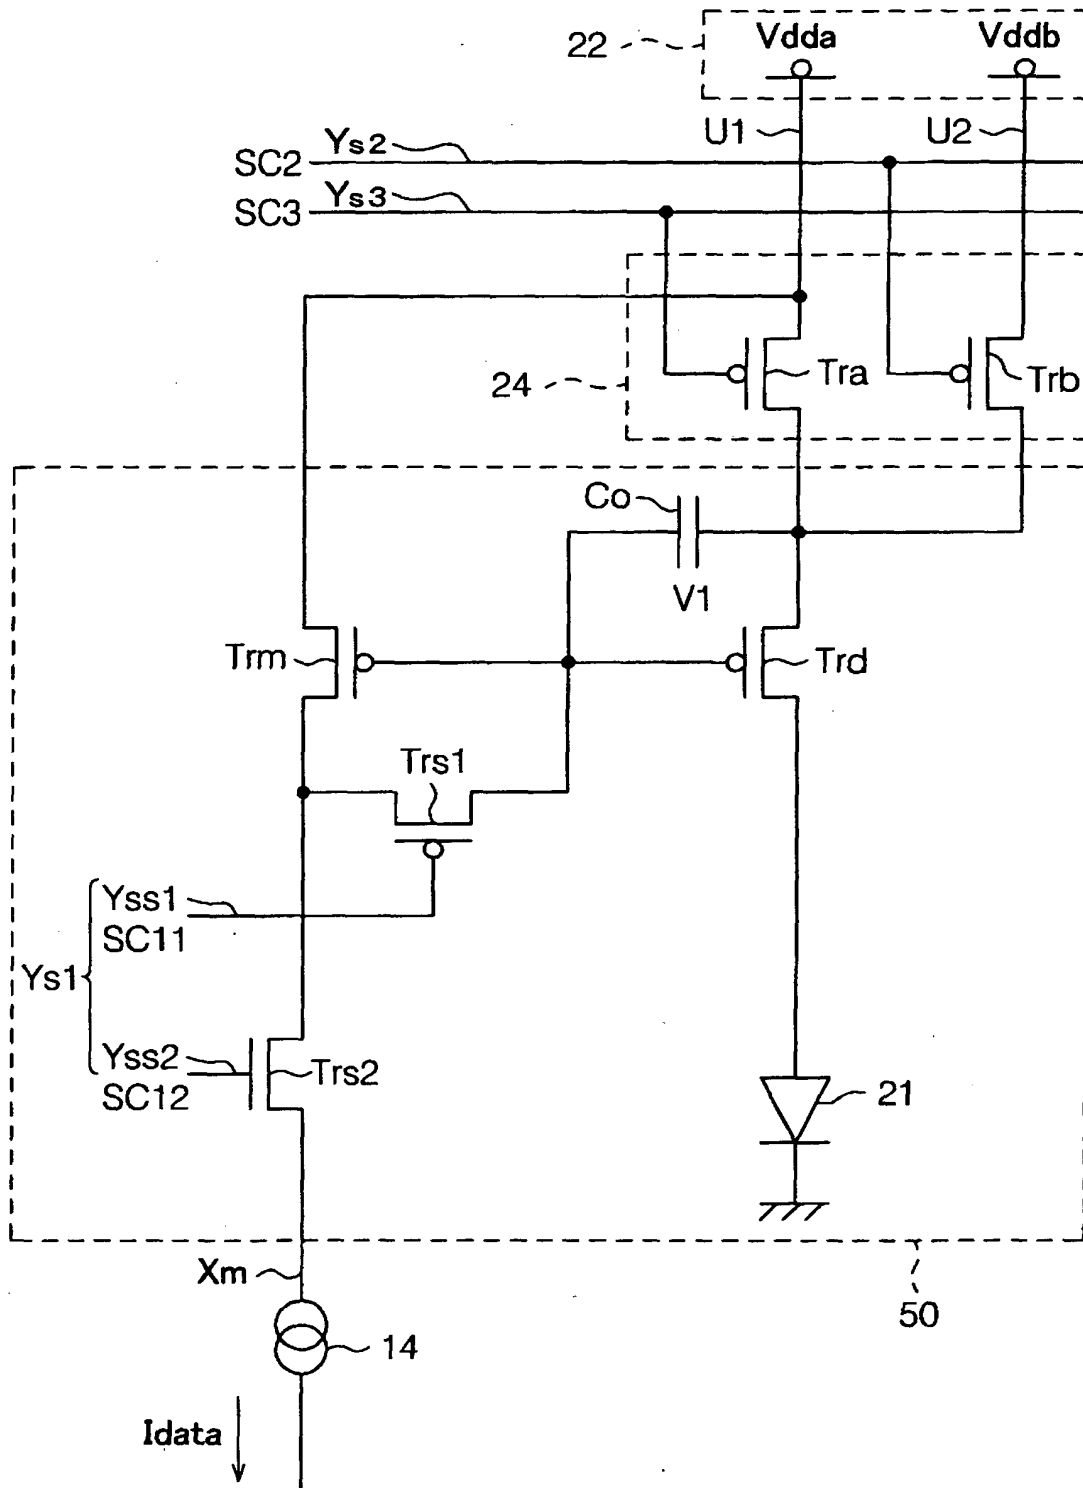 22
Vdda
Vddb
U1
U2
SC2
Ys2
SC3
Ys3
24
Tra
Trb
Co
V1
Trm
Trd
Trs1
Yss1
SC11
Ys1
Yss2
SC12
Trs2
21
Xm
50
14
Idata